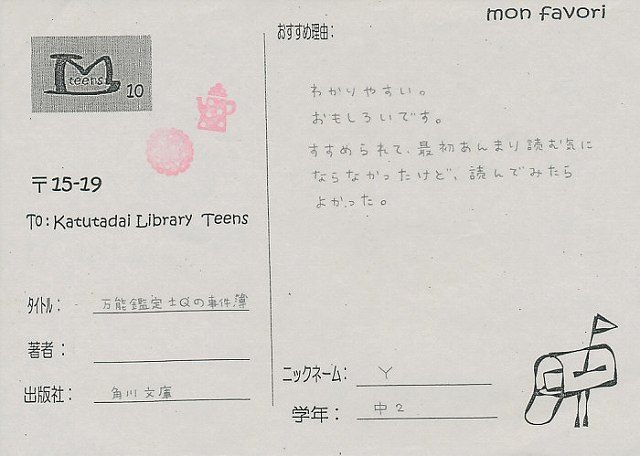 mon favori
teens
10
〒15-19
To: Katutadai Library Teens
タイトル: 万能鑑定士Qの事件簿
著者:
出版社: 角川文庫
おすすめ理由:
わかりやすい。
おもしろいです。
すすめられて、最初あんまり読む気に
ならなかったけど、読んでみたら
よかった。
ニックネーム: Y
学年: 中2